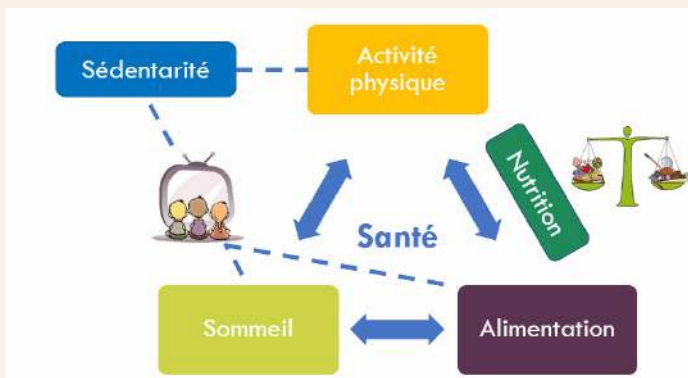 Sédentarité
Activité
physique
Nutrition
Santé
Sommeil
Alimentation